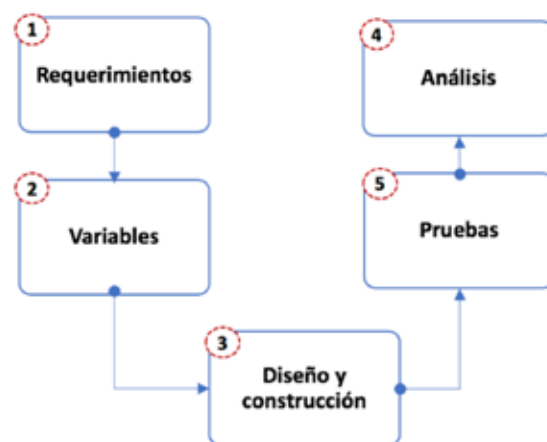 1
Requerimientos
2
Variables
3
Diseño y
construcción
4
Análisis
5
Pruebas